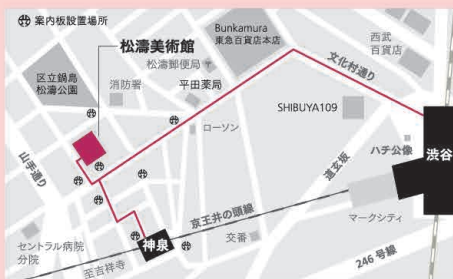 案内板設置場所
松濤美術館
Bunkamura
東急百貨店本店
西武
百貨店
松濤郵便局
文化村通り
区立鍋島
松濤公園
消防署
平田薬局
SHIBUYA109
ローソン
ハチ公像
渋谷
山手通り
道玄坂
京王井の頭線
マークシティ
神泉
交番
セントラル病院
分院
至吉祥寺
246 号線